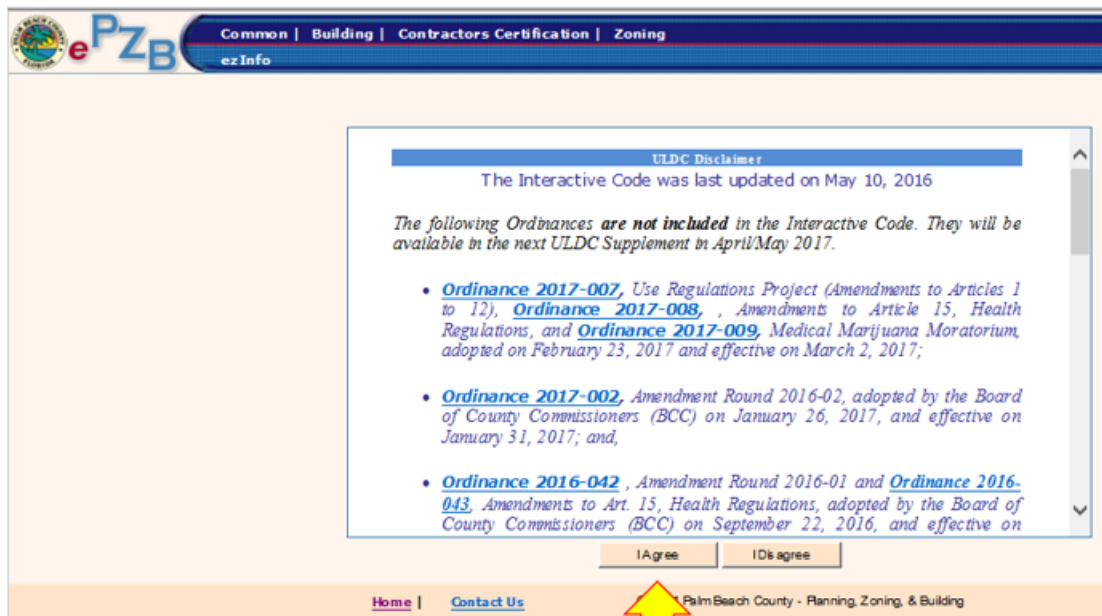 ePZB
Common | Building | Contractors Certification | Zoning
ezInfo
ULDC Disclaimer
The Interactive Code was last updated on May 10, 2016
The following Ordinances are not included in the Interactive Code. They will be
available in the next ULDC Supplement in April/May 2017.
• Ordinance 2017-007, Use Regulations Project (Amendments to Articles 1
to 12), Ordinance 2017-008, , Amendments to Article 15, Health
Regulations, and Ordinance 2017-009, Medical Marijuana Moratorium,
adopted on February 23, 2017 and effective on March 2, 2017;
• Ordinance 2017-002, Amendment Round 2016-02, adopted by the Board
of County Commissioners (BCC) on January 26, 2017, and effective on
January 31, 2017; and,
• Ordinance 2016-042 , Amendment Round 2016-01 and Ordinance 2016-
043, Amendments to Art. 15, Health Regulations, adopted by the Board of
County Commissioners (BCC) on September 22, 2016, and effective on
I Agree I Disagree
Home | Contact Us Palm Beach County - Planning, Zoning, & Building